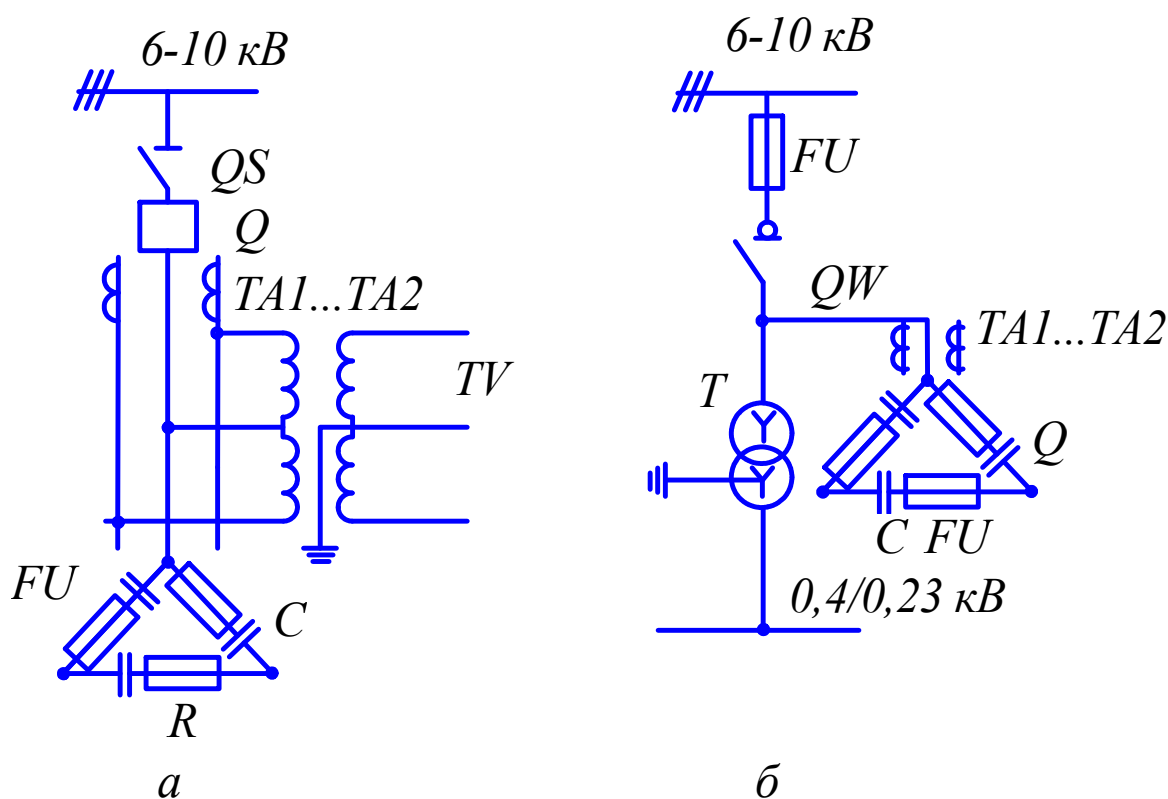 6-10 кВ
QS
Q
TA1...TA2
TV
FU
C
R
а
6-10 кВ
FU
QW
TA1...TA2
T
Q
C FU
0,4/0,23 кВ
б